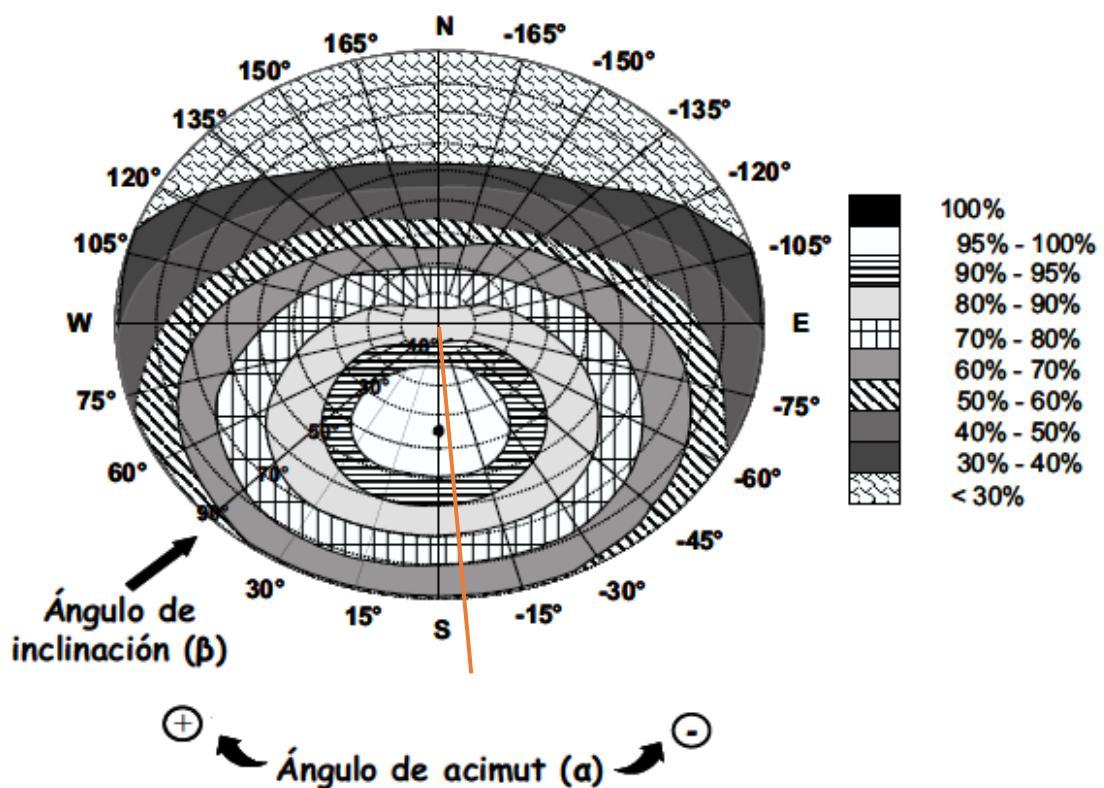 N
165°
-165°
150°
-150°
135°
-135°
120°
-120°
105°
-105°
W
E
75°
-75°
60°
-60°
-45°
30°
-30°
15°
-15°
S
10°
30°
50°
70°
90°
100%
95% - 100%
90% - 95%
80% - 90%
70% - 80%
60% - 70%
50% - 60%
40% - 50%
30% - 40%
< 30%
Ángulo de
inclinación (β)
+
-
Ángulo de acimut (α)